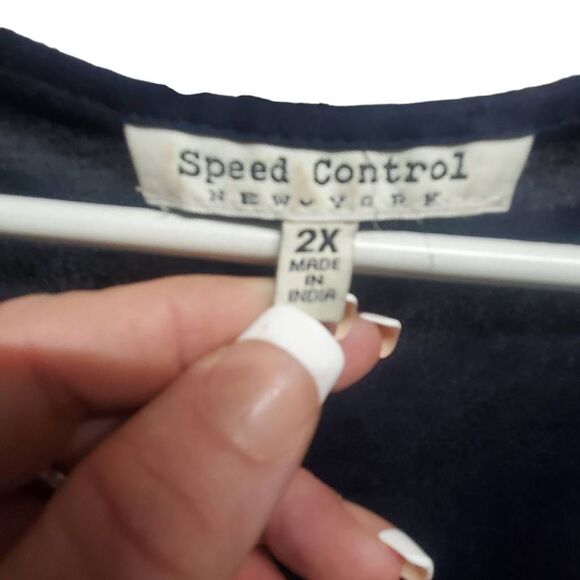 Speed Control
NEW YORK
2X
MADE
IN
INDIA